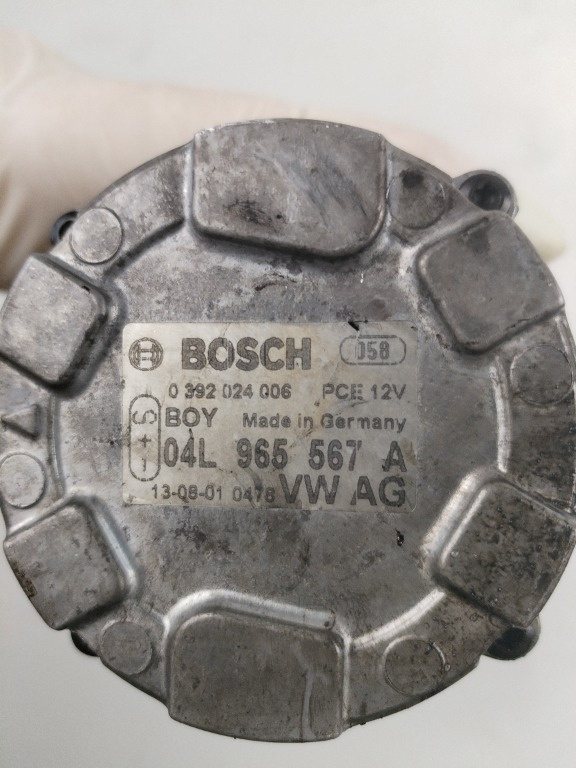 BOSCH 058
0 392 024 006 PCE 12V
BOY Made in Germany
- + S
04L 965 567 A
13-08-01 0478 VW AG